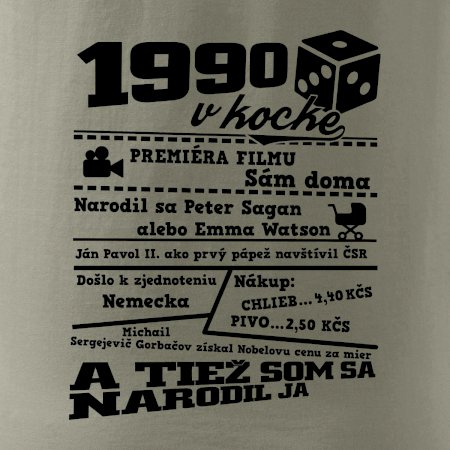 1990
v kocke
PREMIÉRA FILMU
Sám doma
Narodil sa Peter Sagan
alebo Emma Watson
Ján Pavol II. ako prvý pápež navštívil ČSR
Došlo k zjednoteniu
Nemecka
Nákup:
CHLIEB...4,40 KČS
PIVO...2,50 KČS
Michail
Sergejevič Gorbačov získal Nobelovu cenu za mier
A TIEŽ SOM SA
NARODIL JA